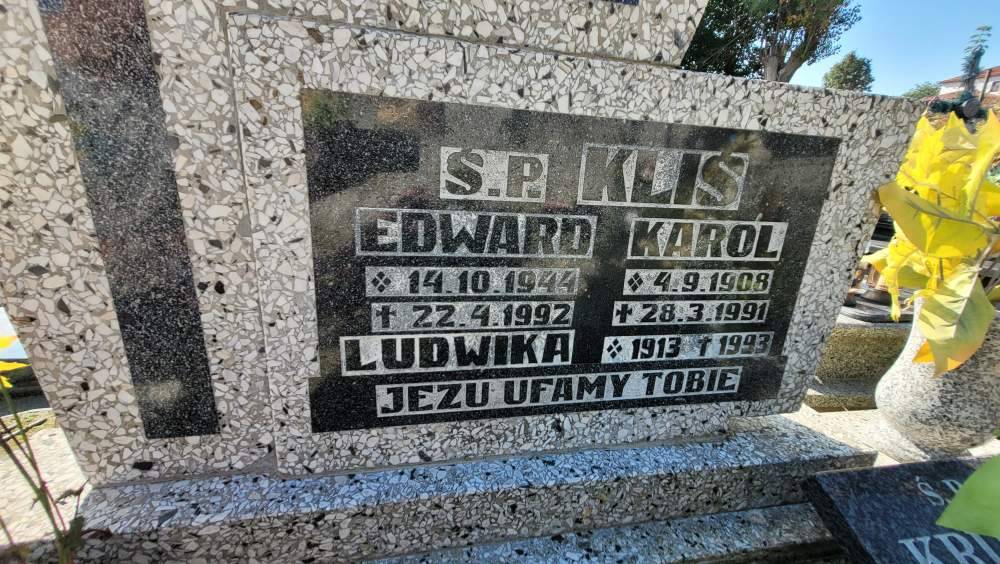 Ś.P. KLIŚ
EDWARD KAROL
14.10.1944 4.9.1908
✝ 22.4.1992 ✝ 28.3.1991
LUDWIKA 1913 ✝ 1993
JEZU UFAMY TOBIE
Ś.P.